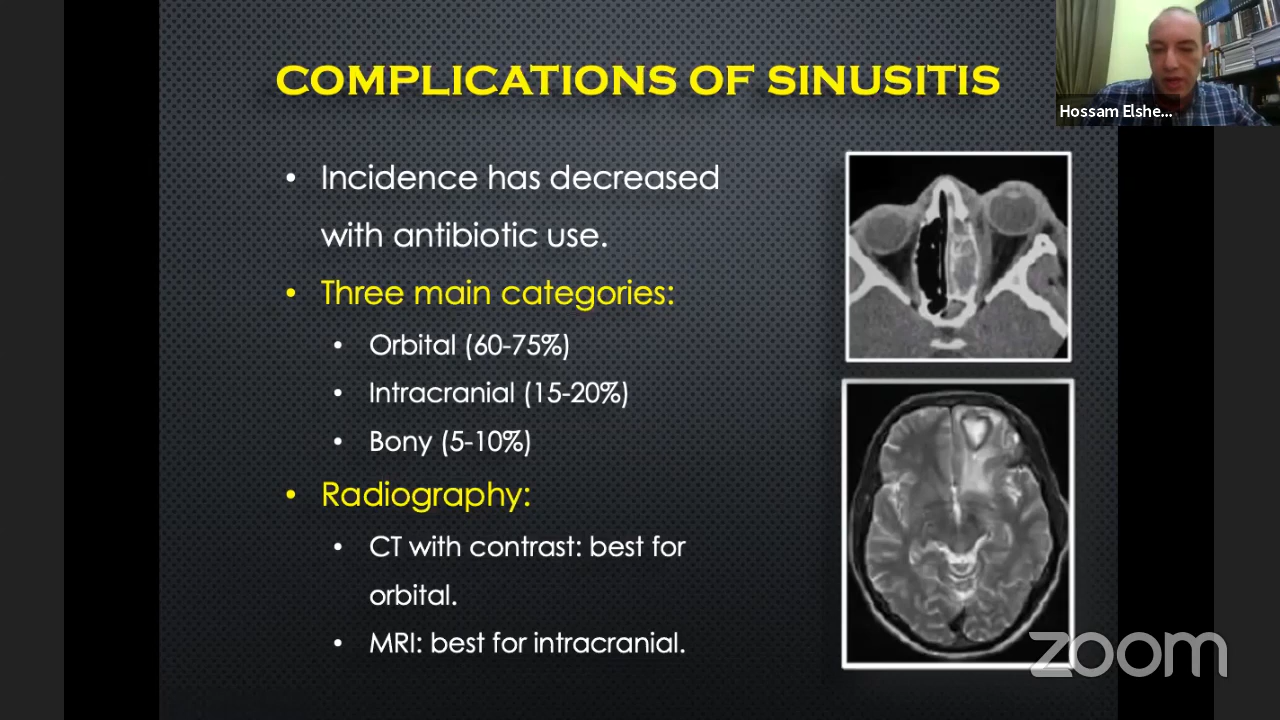 COMPLICATIONS OF SINUSITIS
Hossam Elshe...
• Incidence has decreased
with antibiotic use.
• Three main categories:
• Orbital (60-75%)
• Intracranial (15-20%)
• Bony (5-10%)
• Radiography:
• CT with contrast: best for
orbital.
• MRI: best for intracranial.
zoom